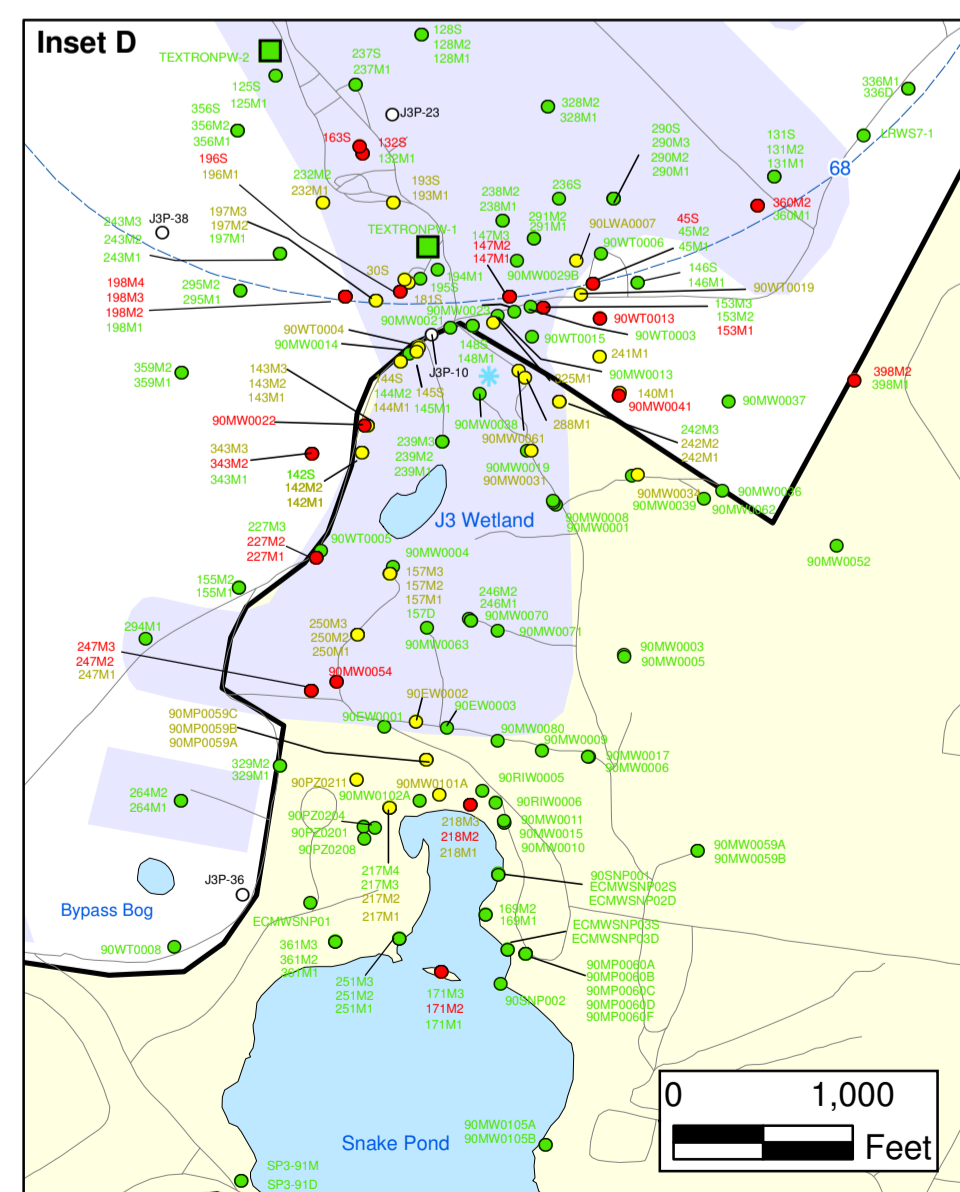 Inset D
TEXTRONPW-2
125S
125M1
237S
237M1
128S
128M2
128M1
J3P-23
328M2
328M1
336M1
336D
LRWS7-1
68
356S
356M2
356M1
163S
132S
132M1
290S
290M3
290M2
290M1
131S
131M2
131M1
196S
196M1
232M2
232M1
193S
193M1
238M2
238M1
236S
360M2
360M1
243M3
243M2
243M1
J3P-38
197M3
197M2
197M1
TEXTRONPW-1
147M3
147M2
147M1
291M2
291M1
90LWA0007
90WT0006
45S
45M2
45M1
198M4
198M3
198M2
198M1
295M2
295M1
30S
194M1
195S
181S
90MW0029B
146S
146M1
90WT0019
90WT0004
90MW0014
90MW0021
90MW0023
90WT0013
153M3
153M2
153M1
90WT0003
359M2
359M1
143M3
143M2
143M1
J3P-10
148S
148M1
90WT0015
241M1
90MW0013
325M1
144S
144M2
144M1
145S
145M1
140M1
90MW0041
90MW0037
398M2
398M1
90MW0022
90MW0038
288M1
343M3
343M2
343M1
142S
142M2
142M1
239M3
239M2
239M1
90MW0061
90MW0019
90MW0031
242M3
242M2
242M1
90MW0034
90MW0039
90MW0036
90MW0062
J3 Wetland
90MW0008
90MW0001
227M3
227M2
227M1
90WT0005
90MW0004
90MW0052
155M2
155M1
157M3
157M2
157M1
157D
246M2
246M1
90MW0070
294M1
250M3
250M2
250M1
90MW0063
90MW0071
90MW0003
90MW0005
247M3
247M2
247M1
90MW0054
90MP0059C
90MP0059B
90MP0059A
90EW0001
90EW0002
90EW0003
90MW0080
90MW0009
90MW0017
90MW0006
329M2
329M1
264M2
264M1
90PZ0211
90MW0102A
90MW0101A
90RIW0005
90RIW0006
90PZ0204
90PZ0201
90PZ0208
218M3
218M2
218M1
90MW0011
90MW0015
90MW0010
90MW0059A
90MW0059B
217M4
217M3
217M2
217M1
J3P-36
Bypass Bog
90SNP001
ECMWSNP02S
ECMWSNP02D
ECMWSNP01
169M2
169M1
ECMWSNP03S
ECMWSNP03D
90WT0008
361M3
361M2
361M1
251M3
251M2
251M1
171M3
171M2
171M1
90SNP002
90MP0060A
90MP0060B
90MP0060C
90MP0060D
90MP0060F
0 1,000
Feet
Snake Pond
90MW0105A
90MW0105B
SP3-91M
SP3-91D